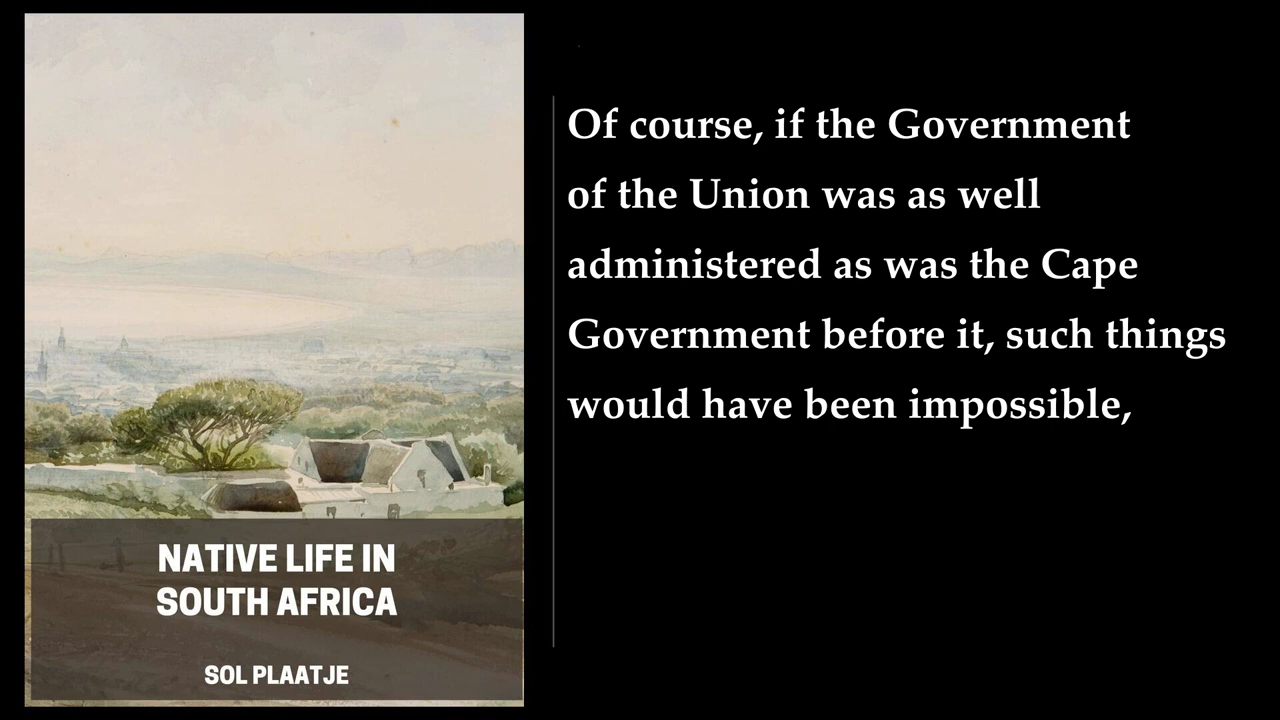 Of course, if the Government
of the Union was as well
administered as was the Cape
Government before it, such things
would have been impossible,
NATIVE LIFE IN
SOUTH AFRICA
SOL PLAATJE